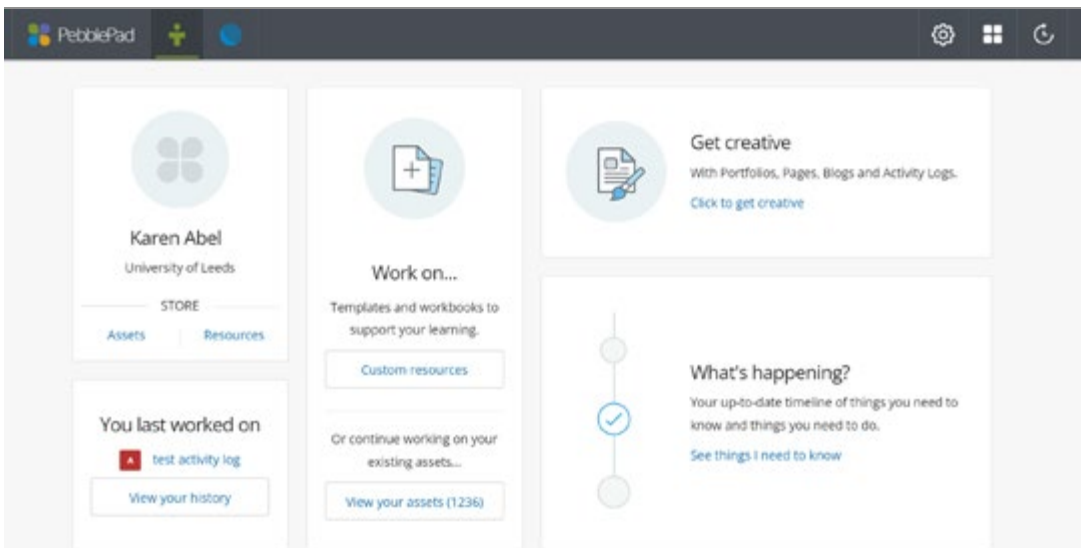 PebblePad
Karen Abel
University of Leeds
STORE
Assets
Resources
You last worked on
A
test activity log
View your history
Work on...
Templates and workbooks to
support your learning.
Custom resources
Or continue working on your
existing assets...
View your assets (1236)
Get creative
With Portfolios, Pages, Blogs and Activity Logs.
Click to get creative
What's happening?
Your up-to-date timeline of things you need to
know and things you need to do.
See things I need to know